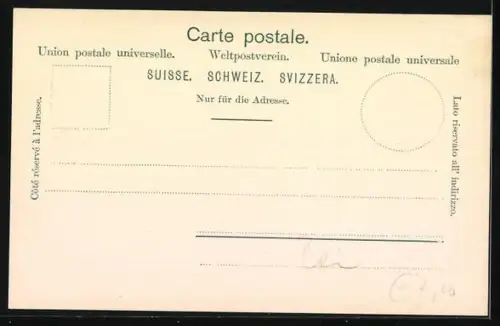 Carte postale.
Union postale universelle. Weltpostverein. Unione postale universale
SUISSE. SCHWEIZ. SVIZZERA.
Nur für die Adresse.
Côté réservé à l'adresse.
Lato riservato all' indirizzo.